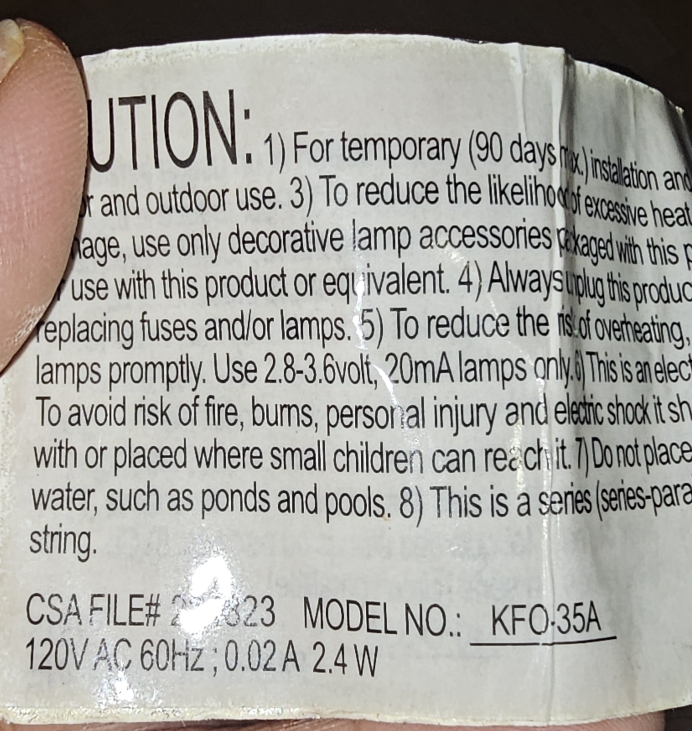 UTION: 1) For temporary (90 days max.) installation and
and outdoor use. 3) To reduce the likelihood of excessive heat
use only decorative lamp accessories packaged with this
use with this product or equivalent. 4) Always unplug this produc
replacing fuses and/or lamps. 5) To reduce the risk of overheating,
lamps promptly. Use 2.8-3.6volt, 20mA lamps only. 6) This is an elect
To avoid risk of fire, burns, personal injury and electric shock it sh
with or placed where small children can reach it. 7) Do not place
water, such as ponds and pools. 8) This is a series (series-para
string.
CSA FILE# MODEL NO.: KFO-35A
120V AC 60Hz ; 0.02 A 2.4 W